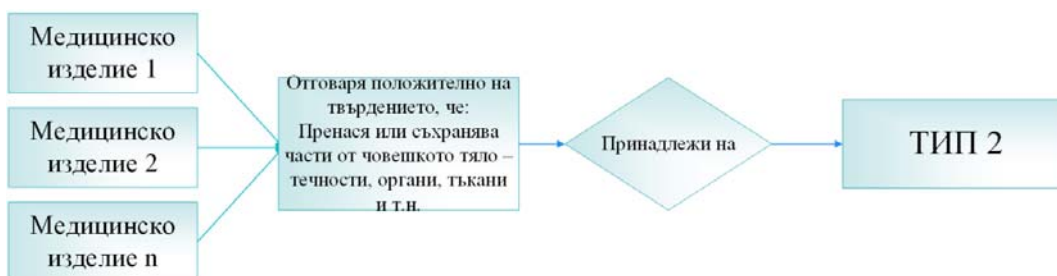 Медицинско
изделие 1
Медицинско
изделие 2
Медицинско
изделие n
Отговаря положително на
твърдението, че:
Пренася или съхранява
части от човешкото тяло –
течности, органи, тъкани
и т.н.
Принадлежи на
ТИП 2